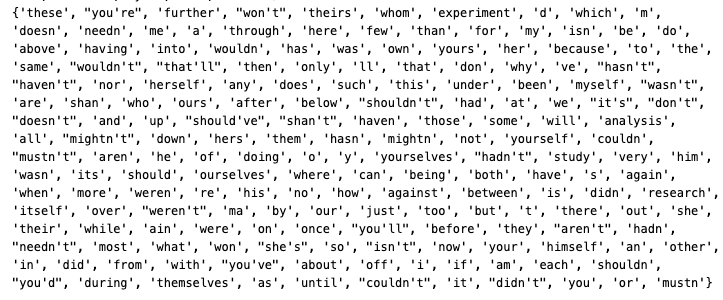 {'these', "you're", 'further', "won't", 'theirs', 'whom', 'experiment', 'd', 'which', 'm',
'doesn', 'needn', 'me', 'a', 'through', 'here', 'few', 'than', 'for', 'my', 'isn', 'be', 'do',
'above', 'having', 'into', 'wouldn', 'has', 'was', 'own', 'yours', 'her', 'because', 'to', 'the',
'same', "wouldn't", "that'll", 'then', 'only', 'll', 'that', 'don', 'why', 've', "hasn't",
"haven't", 'nor', 'herself', 'any', 'does', 'such', 'this', 'under', 'been', 'myself', "wasn't",
'are', 'shan', 'who', 'ours', 'after', 'below', "shouldn't", 'had', 'at', 'we', "it's", "don't",
"doesn't", 'and', 'up', "should've", "shan't", 'haven', 'those', 'some', 'will', 'analysis',
'all', "mightn't", 'down', 'hers', 'them', 'hasn', 'mightn', 'not', 'yourself', 'couldn',
"mustn't", 'aren', 'he', 'of', 'doing', 'o', 'y', 'yourselves', "hadn't", 'study', 'very', 'him',
'wasn', 'its', 'should', 'ourselves', 'where', 'can', 'being', 'both', 'have', 's', 'again',
'when', 'more', 'weren', 're', 'his', 'no', 'how', 'against', 'between', 'is', 'didn', 'research',
'itself', 'over', "weren't", 'ma', 'by', 'our', 'just', 'too', 'but', 't', 'there', 'out', 'she',
'their', 'while', 'ain', 'were', 'on', 'once', "you'll", 'before', 'they', "aren't", 'hadn',
"needn't", 'most', 'what', 'won', "she's", 'so', "isn't", 'now', 'your', 'himself', 'an', 'other',
'in', 'did', 'from', 'with', "you've", 'about', 'off', 'i', 'if', 'am', 'each', 'shouldn',
"you'd", 'during', 'themselves', 'as', 'until', "couldn't", 'it', "didn't", 'you', 'or', 'mustn'}